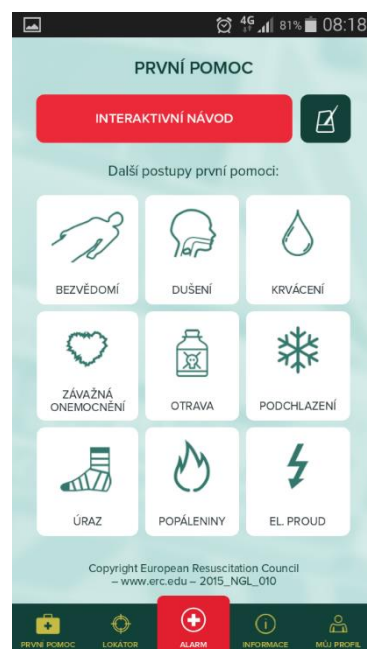 4G 81% 08:18
PRVNÍ POMOC
INTERAKTIVNÍ NÁVOD
Další postupy první pomoci:
BEZVĚDOMÍ DUŠENÍ KRVÁCENÍ
ZÁVAŽNÁ
ONEMOCNĚNÍ OTRAVA PODCHLAZENÍ
ÚRAZ POPÁLENINY EL. PROUD
Copyright European Resuscitation Council
– www.erc.edu – 2015_NGL_010
PRVNÍ POMOC LOKÁTOR ALARM INFORMACE MŮJ PROFIL